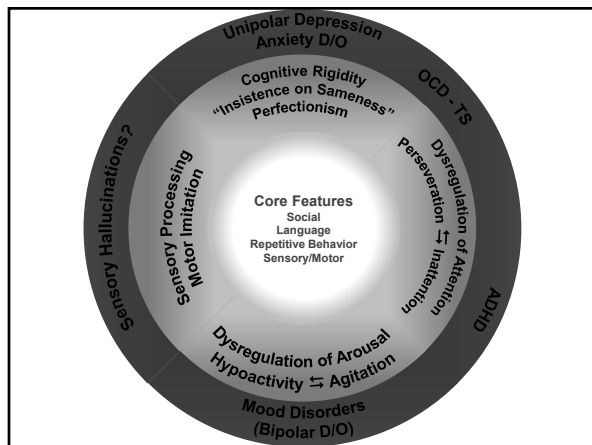 Unipolar Depression
Anxiety D/O
OCD - TS
Cognitive Rigidity
“Insistence on Sameness”
Perfectionism
Sensory Hallucinations?
Sensory Processing
Motor Imitation
Core Features
Social
Language
Repetitive Behavior
Sensory/Motor
Dysregulation of Attention
Perseveration ⇆ Inattention
ADHD
Dysregulation of Arousal
Hypoactivity ⇆ Agitation
Mood Disorders
(Bipolar D/O)